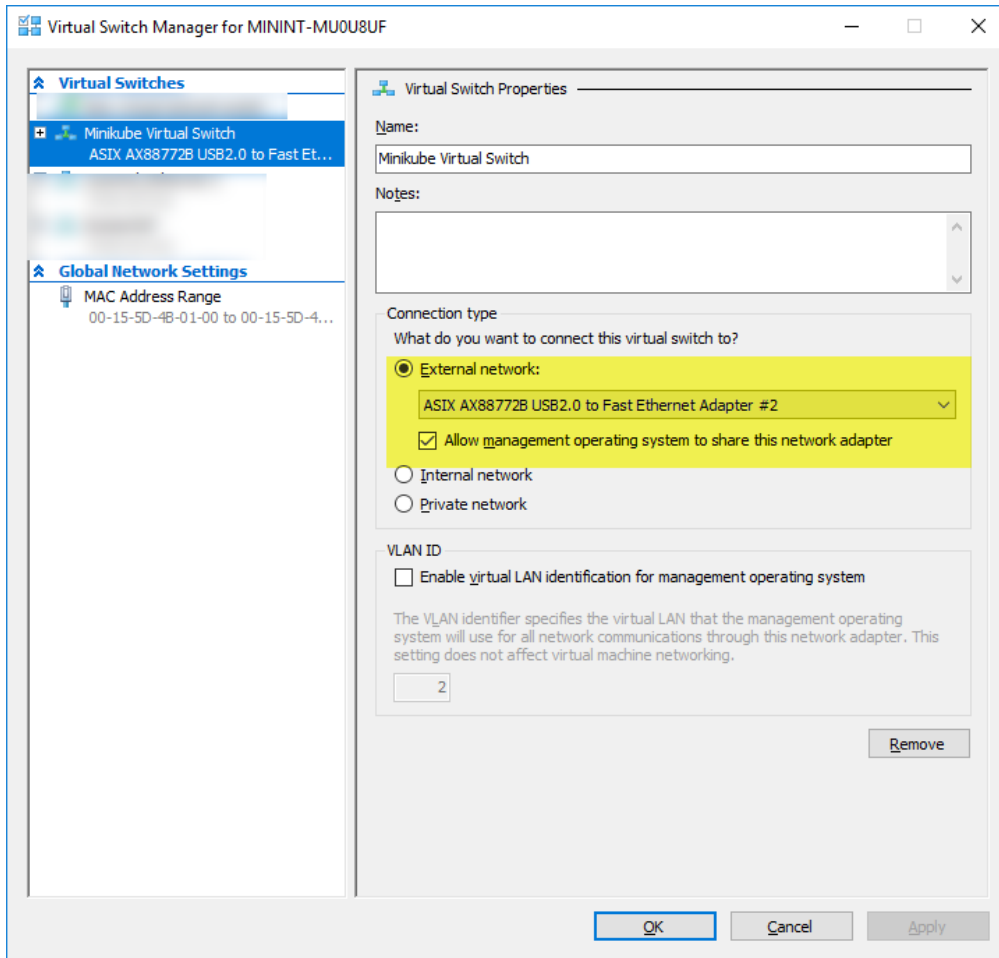 Virtual Switch Manager for MININT-MU0U8UF
Virtual Switches
Minikube Virtual Switch
ASIX AX88772B USB2.0 to Fast Et...
Global Network Settings
MAC Address Range
00-15-5D-4B-01-00 to 00-15-5D-4...
Virtual Switch Properties
Name:
Minikube Virtual Switch
Notes:
Connection type
What do you want to connect this virtual switch to?
External network:
ASIX AX88772B USB2.0 to Fast Ethernet Adapter #2
Allow management operating system to share this network adapter
Internal network
Private network
VLAN ID
Enable virtual LAN identification for management operating system
The VLAN identifier specifies the virtual LAN that the management operating
system will use for all network communications through this network adapter. This
setting does not affect virtual machine networking.
2
Remove
OK
Cancel
Apply